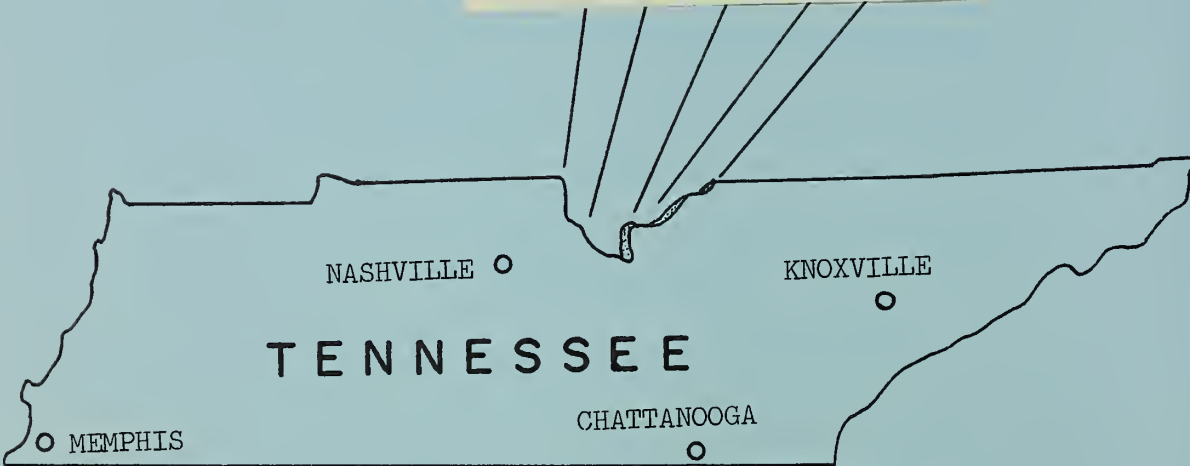 NASHVILLE
KNOXVILLE
TENNESSEE
CHATTANOOGA
MEMPHIS